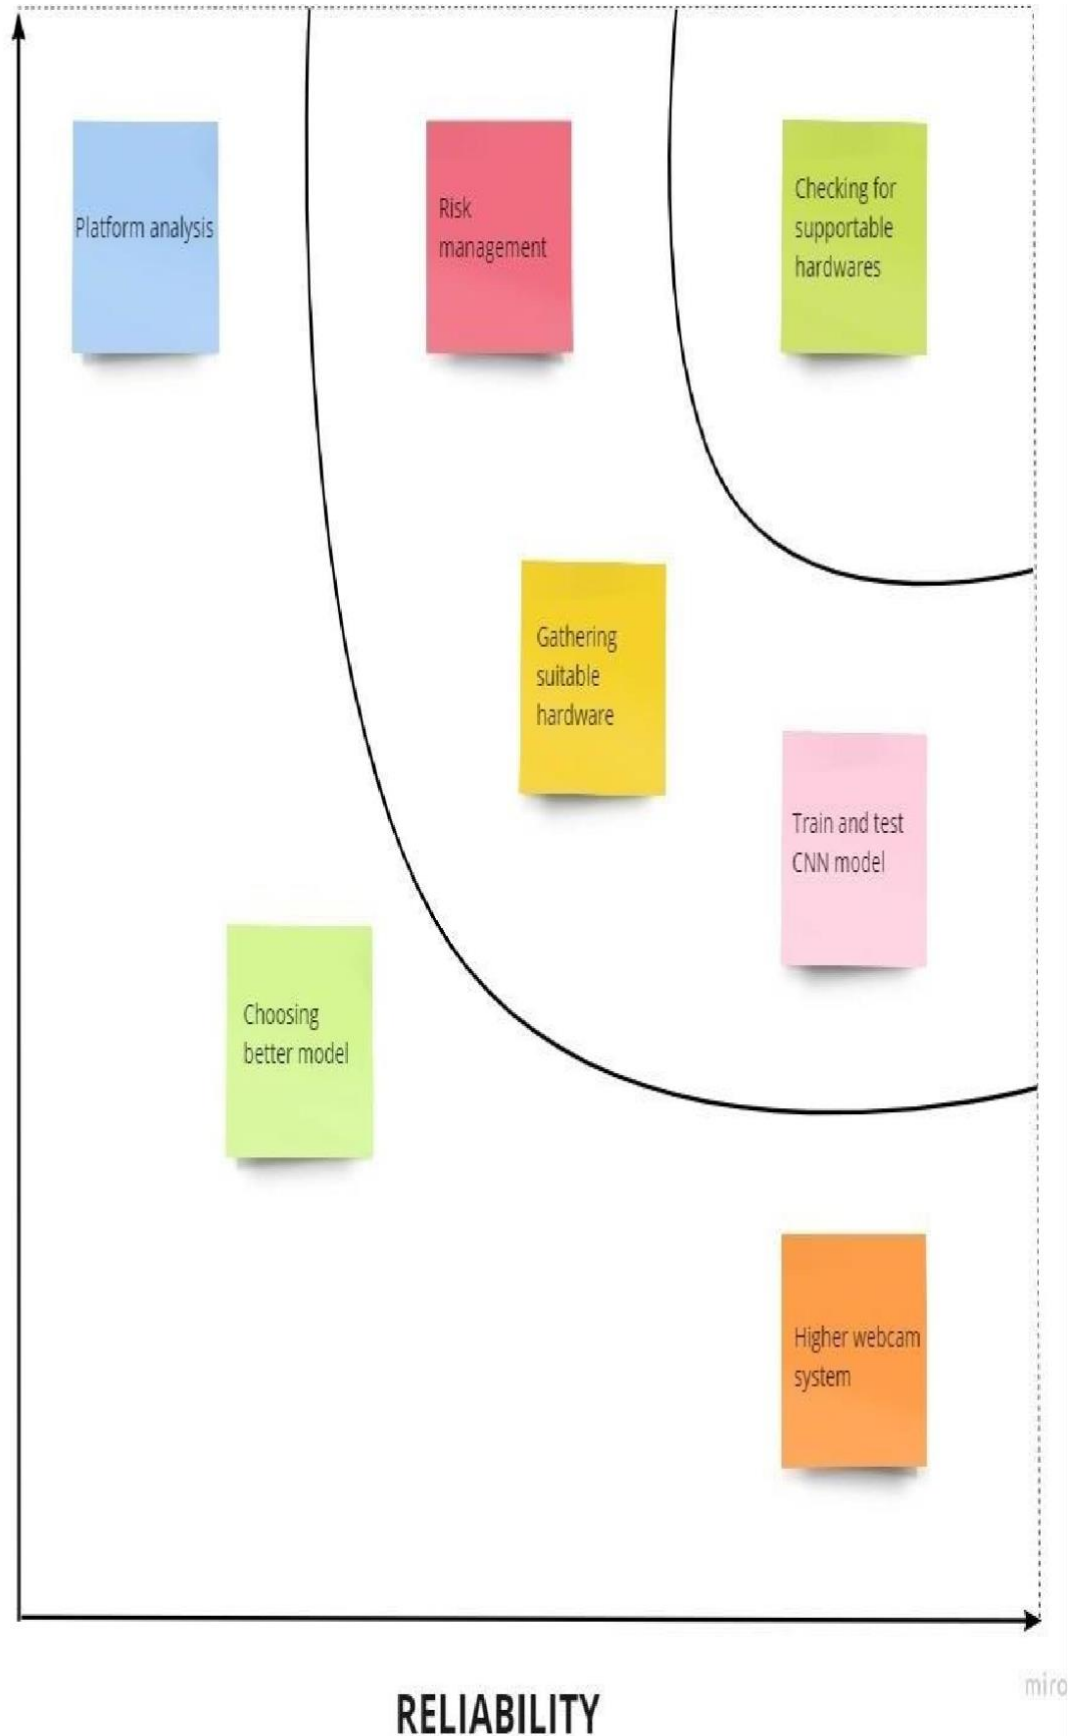 Platform analysis
Risk
management
Checking for
supportable
hardwares
Gathering
suitable
hardware
Train and test
CNN model
Choosing
better model
Higher webcam
system
miro
RELIABILITY